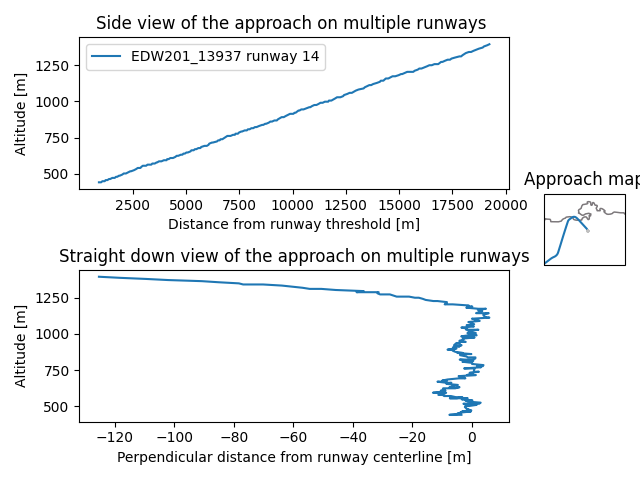 Side view of the approach on multiple runways
EDW201_13937 runway 14
Altitude [m]
1250
1000
750
500
2500 5000 7500 10000 12500 15000 17500 20000
Distance from runway threshold [m]
Approach map
Straight down view of the approach on multiple runways
Altitude [m]
1250
1000
750
500
−120 −100 −80 −60 −40 −20 0
Perpendicular distance from runway centerline [m]